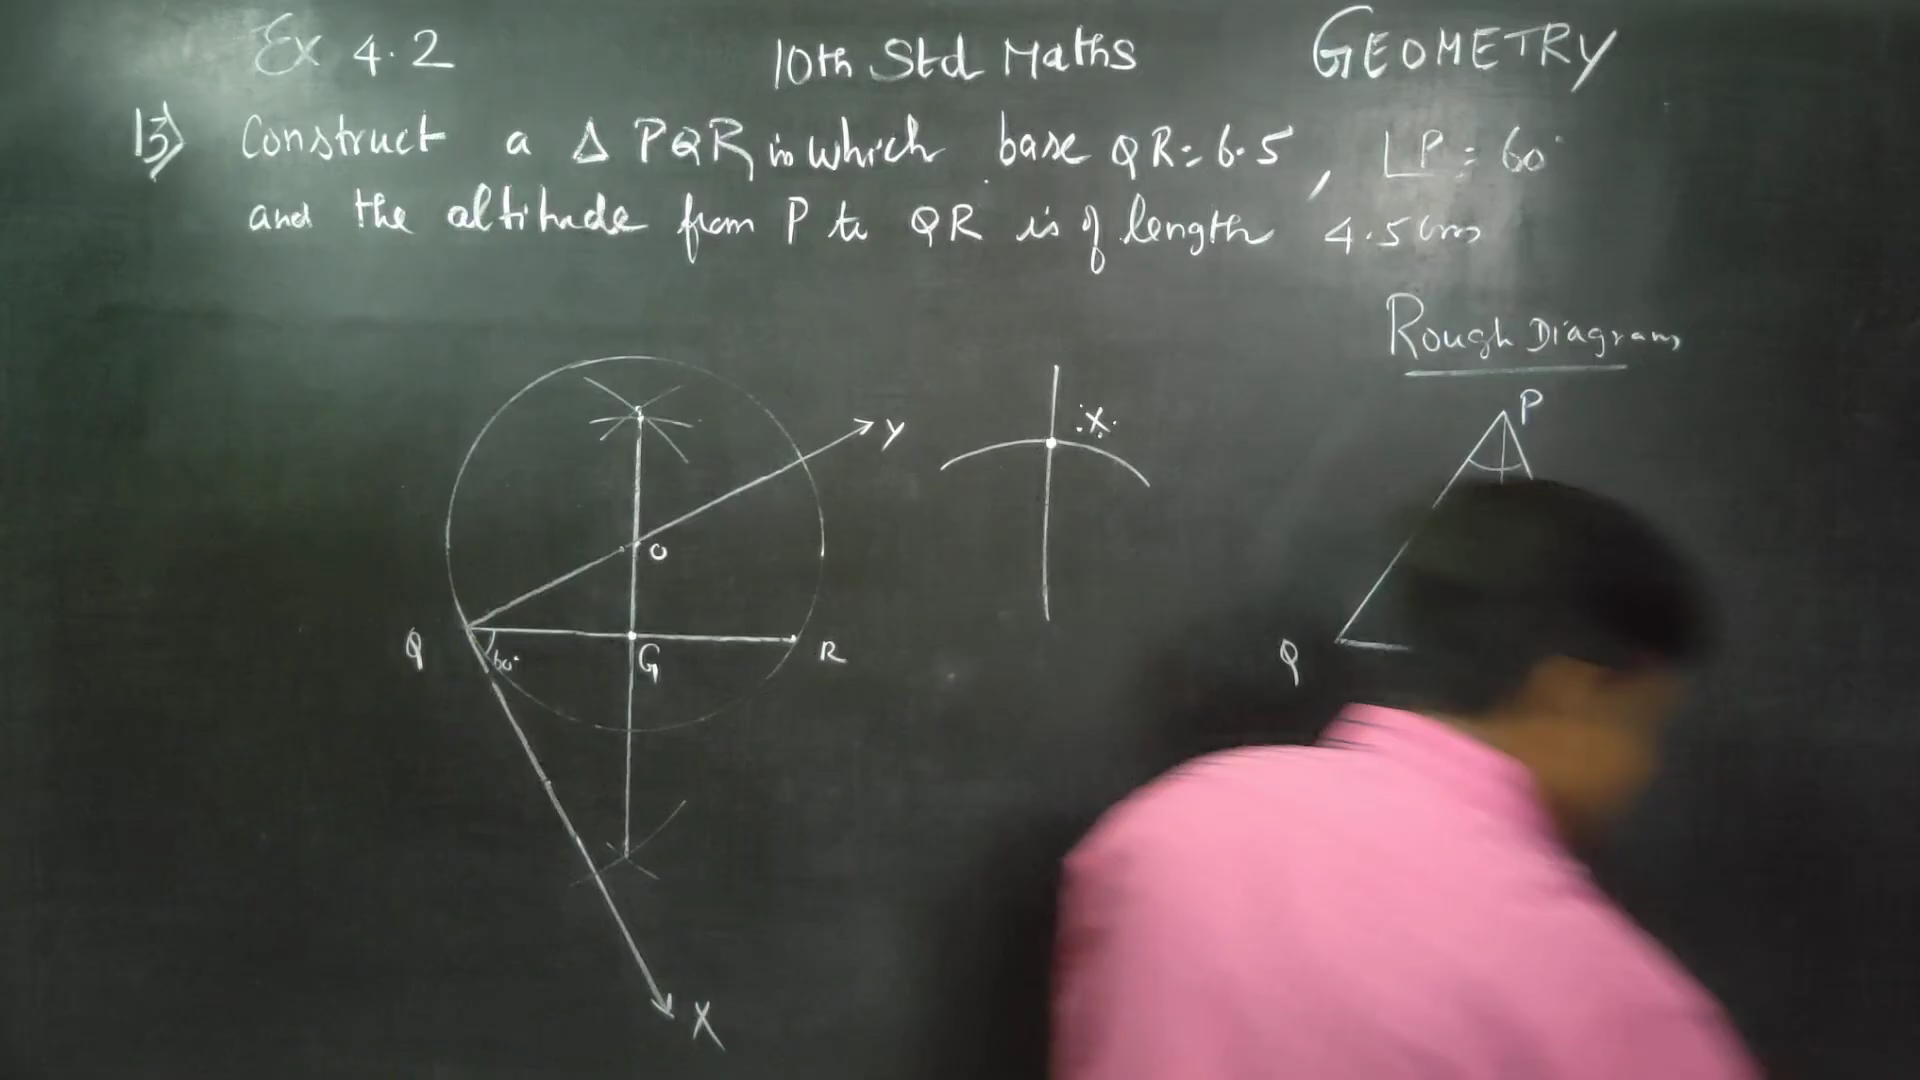 Ex 4.2 10th Std Maths GEOMETRY
13) Construct a Δ PQR in which base QR = 6.5, ∟P = 60°
and the altitude from P to QR is of length 4.5 cm
Rough Diagram
P
Y
X
O
Q 60° G R
Q
X